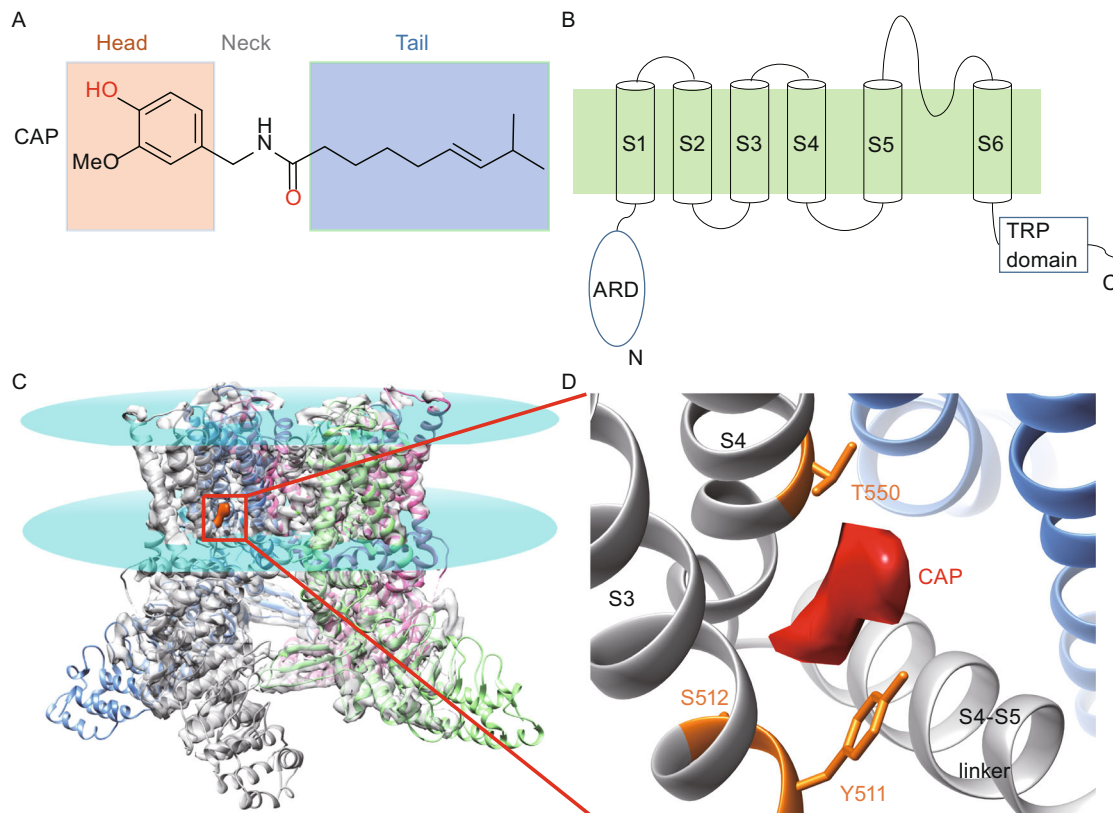 A
Head Neck Tail
HO
CAP
MeO
H
N
O
B
S1 S2 S3 S4 S5 S6
TRP
domain
C
ARD
N
C
D
S4
T550
CAP
S3
S512
S4-S5
linker
Y511